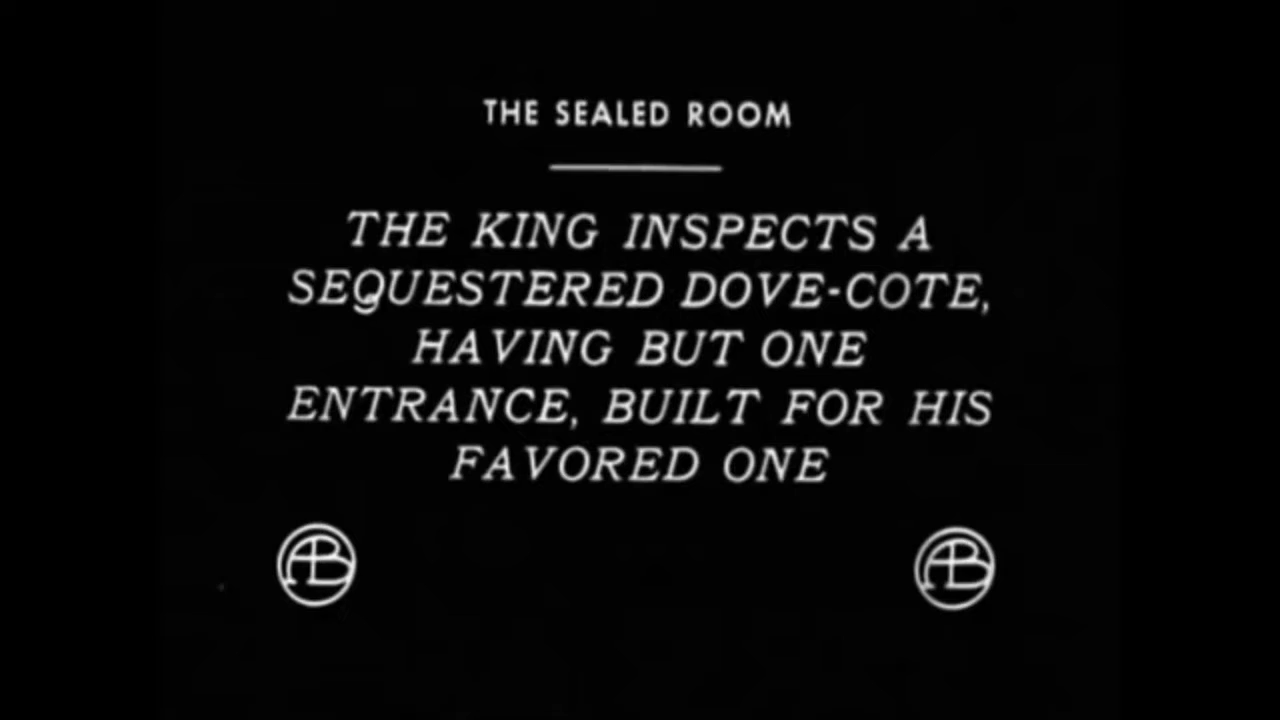 THE SEALED ROOM
THE KING INSPECTS A
SEQUESTERED DOVE-COTE,
HAVING BUT ONE
ENTRANCE, BUILT FOR HIS
FAVORED ONE
AB AB